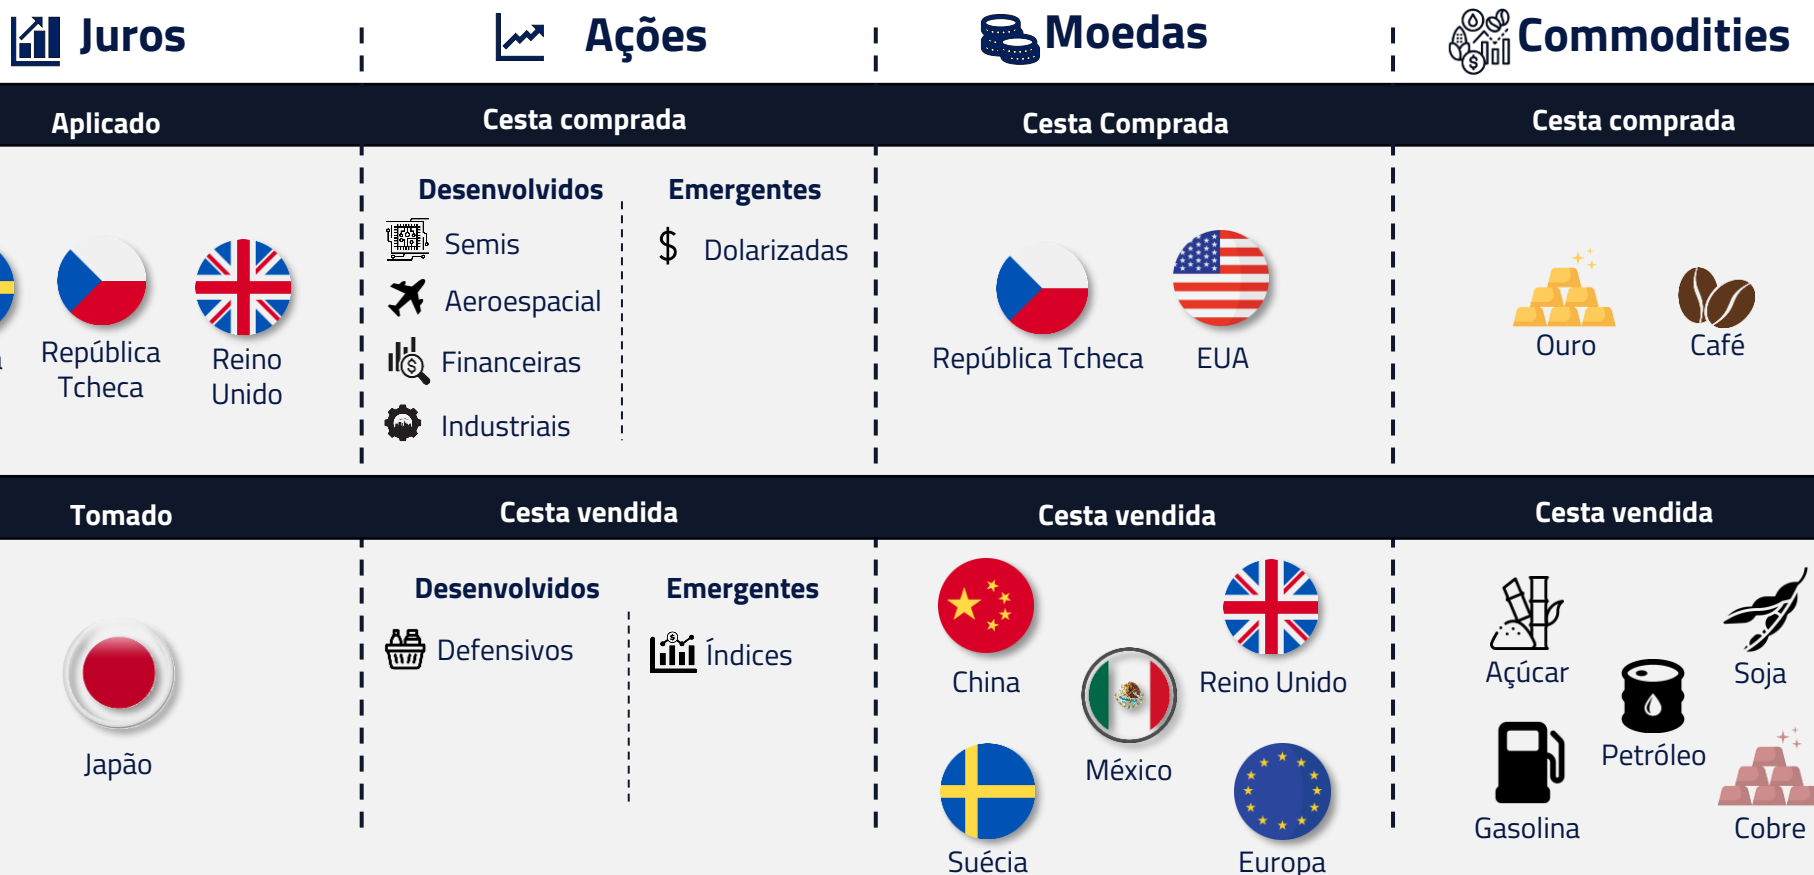 Juros
Ações
Moedas
Commodities
Aplicado
Cesta comprada
Cesta Comprada
Cesta comprada
República
Tcheca
Reino
Unido
Desenvolvidos
Semis
Aeroespacial
Financeiras
Industriais
Emergentes
$ Dolarizadas
República Tcheca
EUA
Ouro
Café
Tomado
Cesta vendida
Cesta vendida
Cesta vendida
Japão
Desenvolvidos
Defensivos
Emergentes
Índices
China
Reino Unido
México
Suécia
Europa
Açúcar
Soja
Petróleo
Gasolina
Cobre